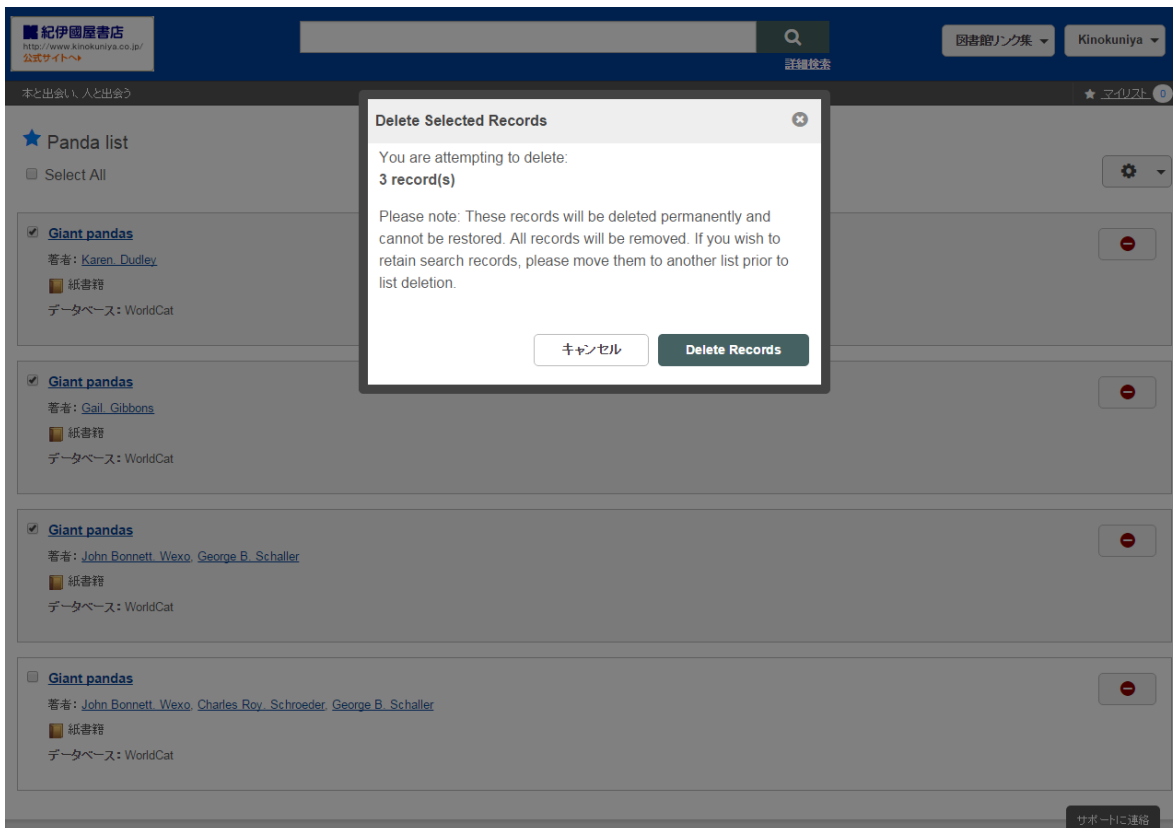 紀伊國屋書店
http://www.kinokuniya.co.jp/
公式サイトへ
詳細検索
図書館リンク集
Kinokuniya
本と出会い、人と出会う
マイリスト 0
Panda list
Select All
Delete Selected Records
You are attempting to delete:
3 record(s)
Please note: These records will be deleted permanently and
cannot be restored. All records will be removed. If you wish to
retain search records, please move them to another list prior to
list deletion.
キャンセル
Delete Records
Giant pandas
著者: Karen. Dudley
紙書籍
データベース: WorldCat
Giant pandas
著者: Gail. Gibbons
紙書籍
データベース: WorldCat
Giant pandas
著者: John Bonnett. Wexo, George B. Schaller
紙書籍
データベース: WorldCat
Giant pandas
著者: John Bonnett. Wexo, Charles Roy. Schroeder, George B. Schaller
紙書籍
データベース: WorldCat
サポートに連絡